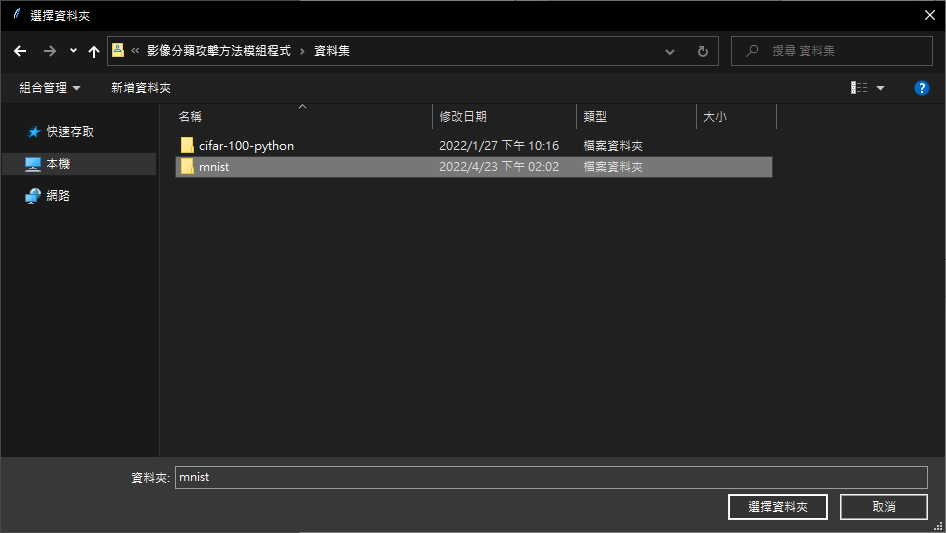 選擇資料夾
« 影像分類攻擊方法模組程式 › 資料集
搜尋 資料集
組合管理 新增資料夾
快速存取
本機
網路
名稱 修改日期 類型 大小
cifar-100-python 2022/1/27 下午 10:16 檔案資料夾
mnist 2022/4/23 下午 02:02 檔案資料夾
資料夾: mnist
選擇資料夾 取消